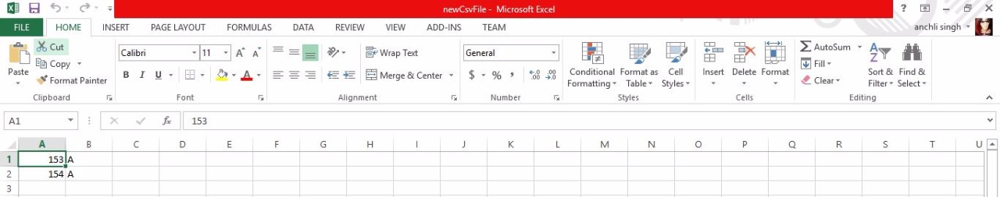 newCsvFile - Microsoft Excel
FILE HOME INSERT PAGE LAYOUT FORMULAS DATA REVIEW VIEW ADD-INS TEAM anchli singh
Paste Cut Copy Format Painter
Clipboard
Calibri 11 A A
B I U A
Font
Wrap Text
Merge & Center
Alignment
General
$ % , .0 .00 .00 .0
Number
Conditional Formatting Format as Table Cell Styles
Styles
Insert Delete Format
Cells
AutoSum
Fill
Clear
Sort & Filter Find & Select
Editing
A1 fx 153
A B C D E F G H I J K L M N O P Q R S T U
1 153 A
2 154 A
3